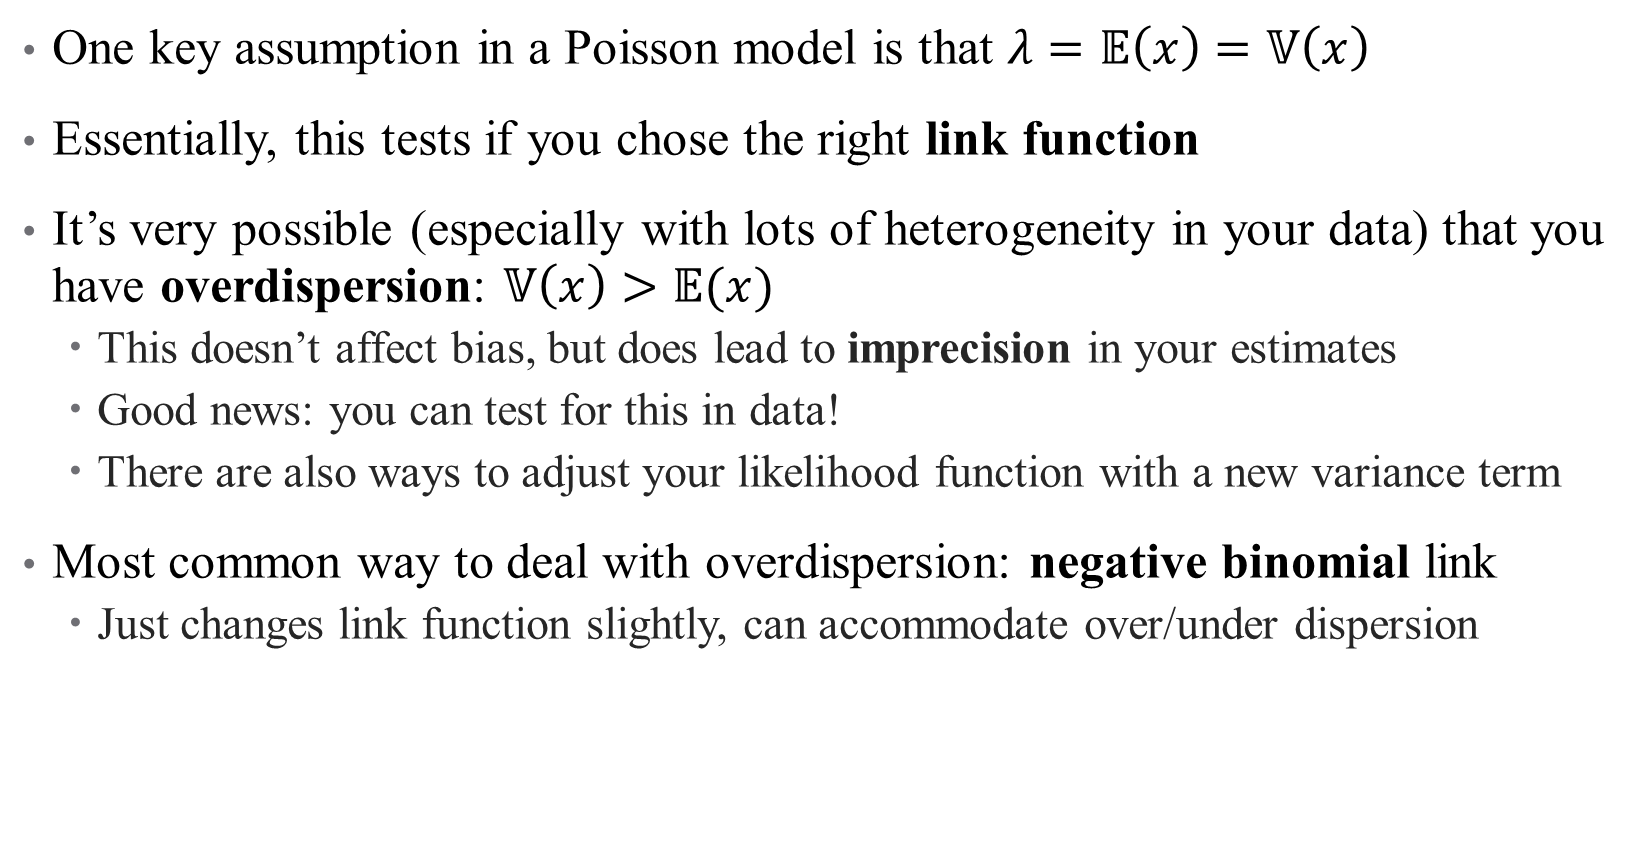 • One key assumption in a Poisson model is that 𝜆 = 𝔼(𝑥) = 𝕍(𝑥)
• Essentially, this tests if you chose the right link function
• It’s very possible (especially with lots of heterogeneity in your data) that you
have overdispersion: 𝕍(𝑥) > 𝔼(𝑥)
• This doesn’t affect bias, but does lead to imprecision in your estimates
• Good news: you can test for this in data!
• There are also ways to adjust your likelihood function with a new variance term
• Most common way to deal with overdispersion: negative binomial link
• Just changes link function slightly, can accommodate over/under dispersion